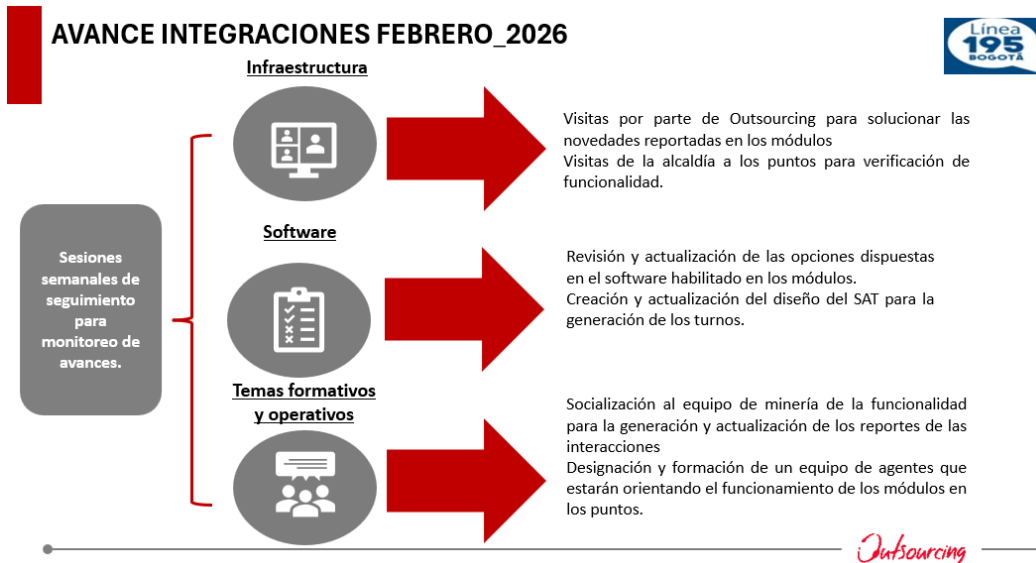 AVANCE INTEGRACIONES FEBRERO_2026
Línea
195
BOGOTÁ
Sesiones
semanales de
seguimiento
para
monitoreo de
avances.
Infraestructura
Visitas por parte de Outsourcing para solucionar las
novedades reportadas en los módulos
Visitas de la alcaldía a los puntos para verificación de
funcionalidad.
Software
Revisión y actualización de las opciones dispuestas
en el software habilitado en los módulos.
Creación y actualización del diseño del SAT para la
generación de los turnos.
Temas formativos
y operativos
Socialización al equipo de minería de la funcionalidad
para la generación y actualización de los reportes de las
interacciones
Designación y formación de un equipo de agentes que
estarán orientando el funcionamiento de los módulos en
los puntos.
Outsourcing